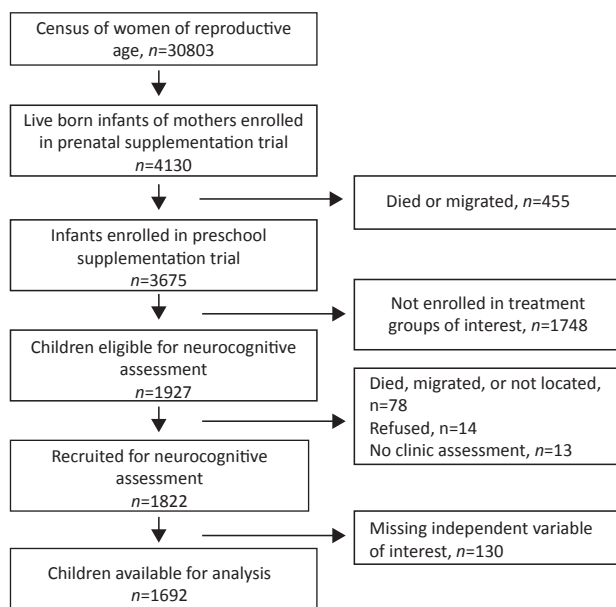 Census of women of reproductive
age, n=30803
Live born infants of mothers enrolled
in prenatal supplementation trial
n=4130
Died or migrated, n=455
Infants enrolled in preschool
supplementation trial
n=3675
Not enrolled in treatment
groups of interest, n=1748
Children eligible for neurocognitive
assessment
n=1927
Died, migrated, or not located,
n=78
Refused, n=14
No clinic assessment, n=13
Recruited for neurocognitive
assessment
n=1822
Missing independent variable
of interest, n=130
Children available for analysis
n=1692